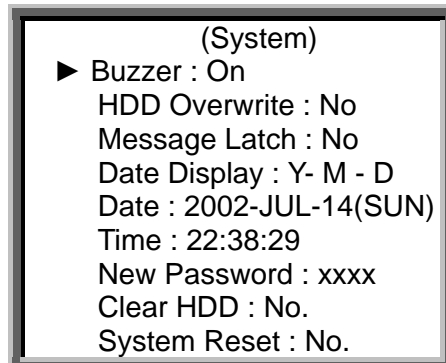 (System)
► Buzzer : On
HDD Overwrite : No
Message Latch : No
Date Display : Y- M - D
Date : 2002-JUL-14(SUN)
Time : 22:38:29
New Password : xxxx
Clear HDD : No.
System Reset : No.